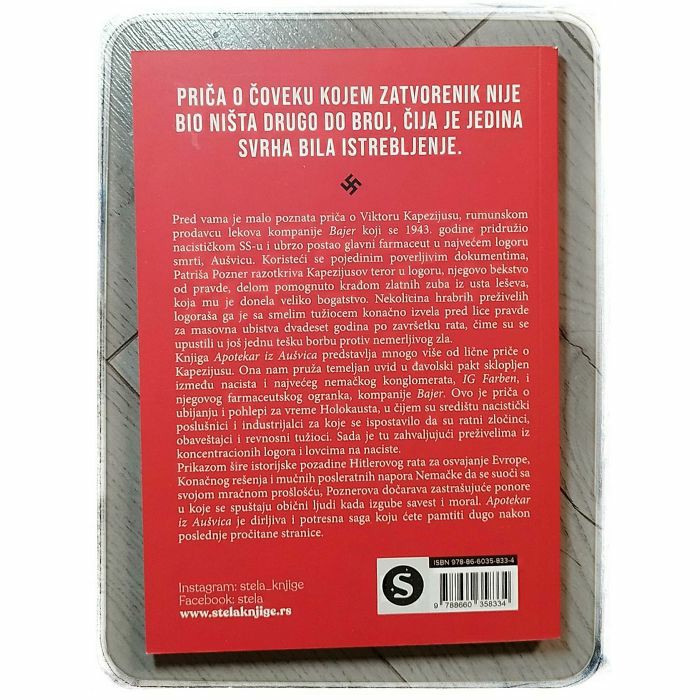 PRIČA O ČOVEKU KOJEM ZATVORENIK NIJE
BIO NIŠTA DRUGO DO BROJ, ČIJA JE JEDINA
SVRHA BILA ISTREBLJENJE.
Pred vama je malo poznata priča o Viktoru Kapezijusu, rumunskom
prodavcu lekova kompanije Bajer koji se 1943. godine pridružio
nacističkom SS-u i ubrzo postao glavni farmaceut u najvećem logoru
smrti, Aušvicu. Koristeći se pojedinim poverljivim dokumentima,
Patriša Pozner razotkriva Kapezijusov teror u logoru, njegovo bekstvo
od pravde, delom pomognuto krađom zlatnih zuba iz usta leševa,
koja mu je donela veliko bogatstvo. Nekolicina hrabrih preživelih
logoraša ga je sa smelim tužiocem konačno izvela pred lice pravde
za masovna ubistva dvadeset godina po završetku rata, čime su se
upustili u još jednu tešku borbu protiv nemerljivog zla.
Knjiga Apotekar iz Aušvica predstavlja mnogo više od lične priče o
Kapezijusu. Ona nam pruža temeljan uvid u đavolski pakt sklopljen
između nacista i najvećeg nemačkog konglomerata, IG Farben, i
njegovog farmaceutskog ogranka, kompanije Bajer. Ovo je priča o
ubijanju i pohlepi za vreme Holokausta, u čijem su središtu nacistički
poslušnici i industrijalci za koje se ispostavilo da su ratni zločinci,
obaveštajci i revnosni tužioci. Sada je tu zahvaljujući preživelima iz
koncentracionih logora i lovcima na naciste.
Prikazom šire istorijske pozadine Hitlerovog rata za osvajanje Evrope,
Konačnog rešenja i mučnih posleratnih napora Nemačke da se suoči sa
svojom mračnom prošlošću, Poznerova dočarava zastrašujuće ponore
u koje se spuštaju obični ljudi kada izgube savest i moral. Apotekar
iz Aušvica je dirljiva i potresna saga koju ćete pamtiti dugo nakon
poslednje pročitane stranice.
Instagram: stela_knjige
Facebook: stela
www.stelaknjige.rs
S
ISBN 978-86-6035-833-4
9 788660 358334